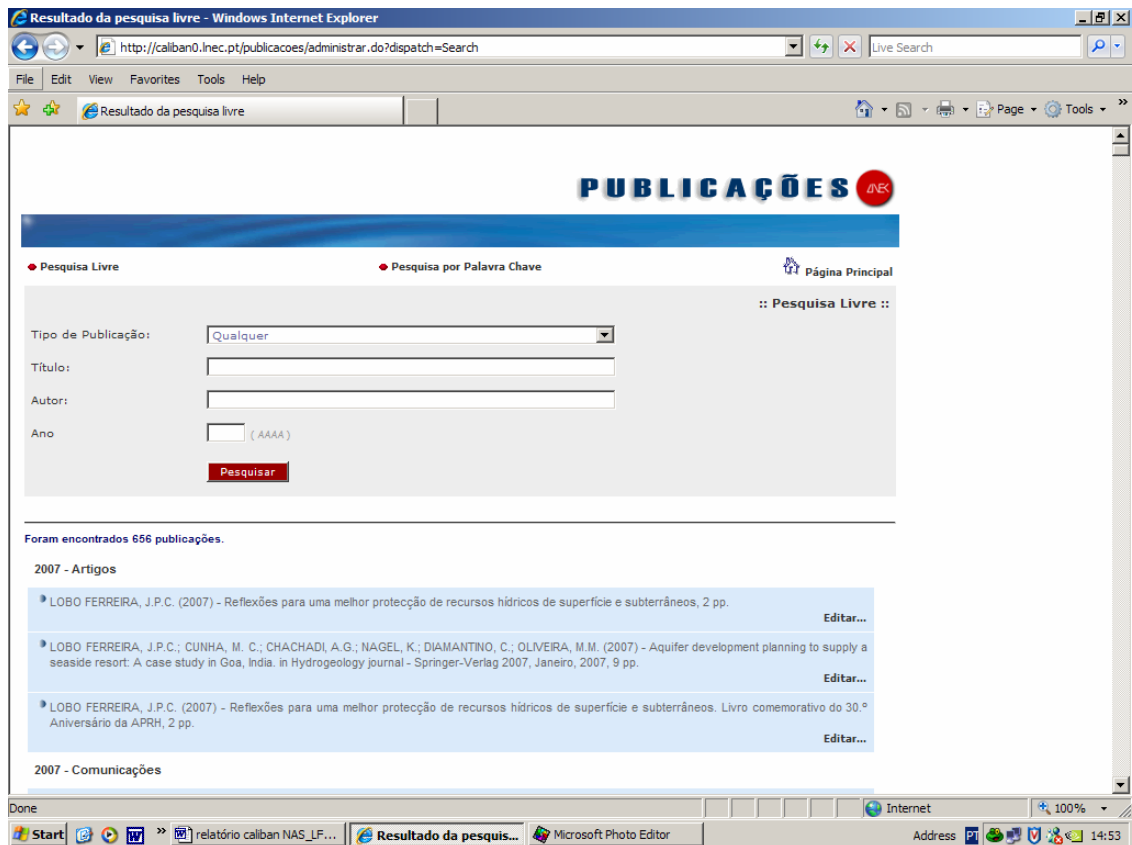 Resultado da pesquisa livre - Windows Internet Explorer
http://caliban0.lnec.pt/publicacoes/administrar.do?dispatch=Search
Live Search
File Edit View Favorites Tools Help
Resultado da pesquisa livre
Page Tools »
PUBLICAÇÕES LNEC
Pesquisa Livre
Pesquisa por Palavra Chave
Página Principal
:: Pesquisa Livre ::
Tipo de Publicação: Qualquer
Título:
Autor:
Ano ( AAAA )
Pesquisar
Foram encontrados 656 publicações.
2007 - Artigos
LOBO FERREIRA, J.P.C. (2007) - Reflexões para uma melhor protecção de recursos hídricos de superfície e subterrâneos, 2 pp.
Editar...
LOBO FERREIRA, J.P.C.; CUNHA, M. C.; CHACHADI, A.G.; NAGEL, K.; DIAMANTINO, C.; OLIVEIRA, M.M. (2007) - Aquifer development planning to supply a
seaside resort: A case study in Goa, India. in Hydrogeology journal - Springer-Verlag 2007, Janeiro, 2007, 9 pp.
Editar...
LOBO FERREIRA, J.P.C. (2007) - Reflexões para uma melhor protecção de recursos hídricos de superfície e subterrâneos. Livro comemorativo do 30.º
Aniversário da APRH, 2 pp.
Editar...
2007 - Comunicações
Done
Internet
100%
Start » relatório caliban NAS_LF... Resultado da pesquis... Microsoft Photo Editor Address PT 14:53